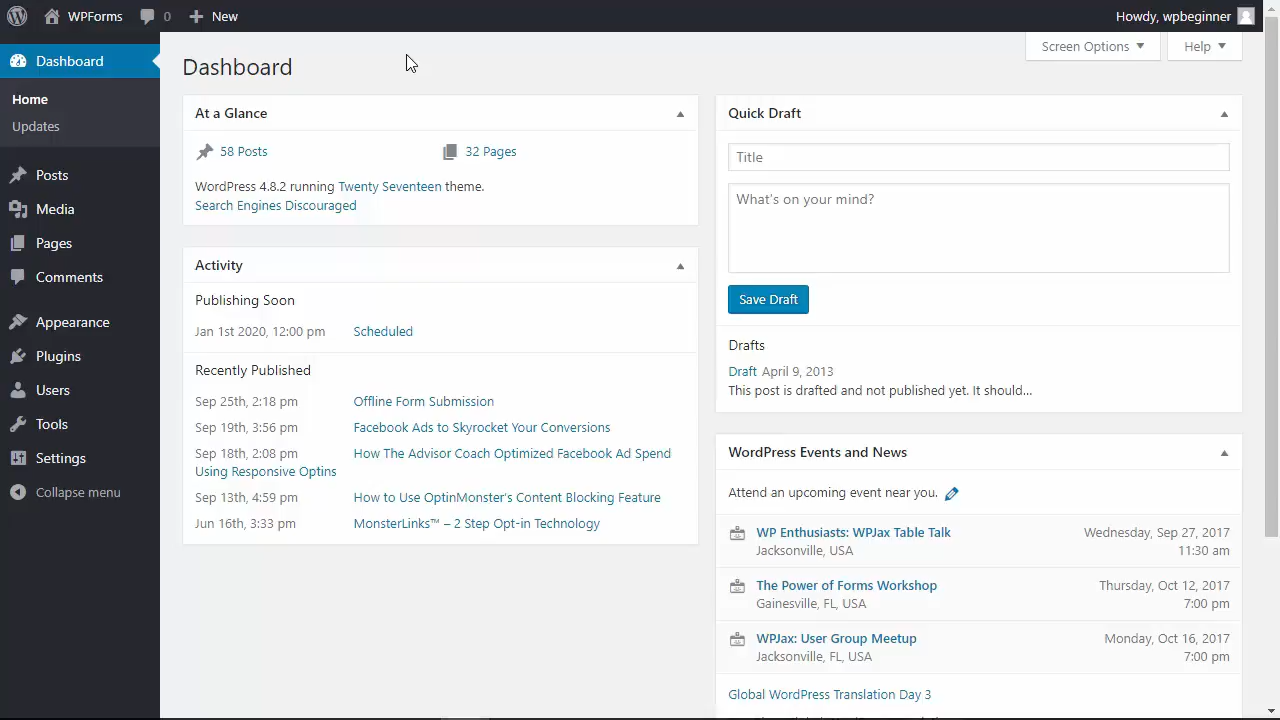 WPForms 0 New Howdy, wpbeginner
Dashboard
Home
Updates
Posts
Media
Pages
Comments
Appearance
Plugins
Users
Tools
Settings
Collapse menu
Screen Options Help
Dashboard
At a Glance
58 Posts 32 Pages
WordPress 4.8.2 running Twenty Seventeen theme.
Search Engines Discouraged
Activity
Publishing Soon
Jan 1st 2020, 12:00 pm Scheduled
Recently Published
Sep 25th, 2:18 pm Offline Form Submission
Sep 19th, 3:56 pm Facebook Ads to Skyrocket Your Conversions
Sep 18th, 2:08 pm How The Advisor Coach Optimized Facebook Ad Spend
Using Responsive Optins
Sep 13th, 4:59 pm How to Use OptinMonster's Content Blocking Feature
Jun 16th, 3:33 pm MonsterLinks™ – 2 Step Opt-in Technology
Quick Draft
Title
What's on your mind?
Save Draft
Drafts
Draft April 9, 2013
This post is drafted and not published yet. It should...
WordPress Events and News
Attend an upcoming event near you.
WP Enthusiasts: WPJax Table Talk Wednesday, Sep 27, 2017
Jacksonville, USA 11:30 am
The Power of Forms Workshop Thursday, Oct 12, 2017
Gainesville, FL, USA 7:00 pm
WPJax: User Group Meetup Monday, Oct 16, 2017
Jacksonville, FL, USA 7:00 pm
Global WordPress Translation Day 3